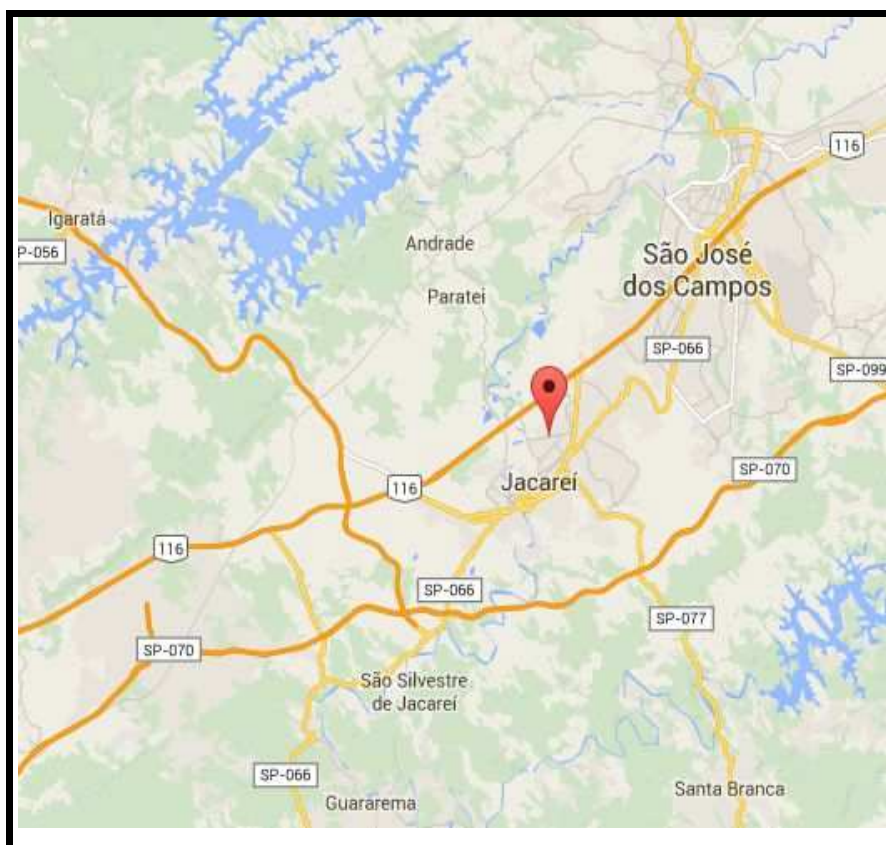 116
Igaratá
Andrade
P-056
São José
dos Campos
Paratei
SP-066
SP-099
SP-070
Jacareí
116
116
SP-066
SP-077
SP-070
São Silvestre
de Jacareí
SP-066
Santa Branca
Guararema